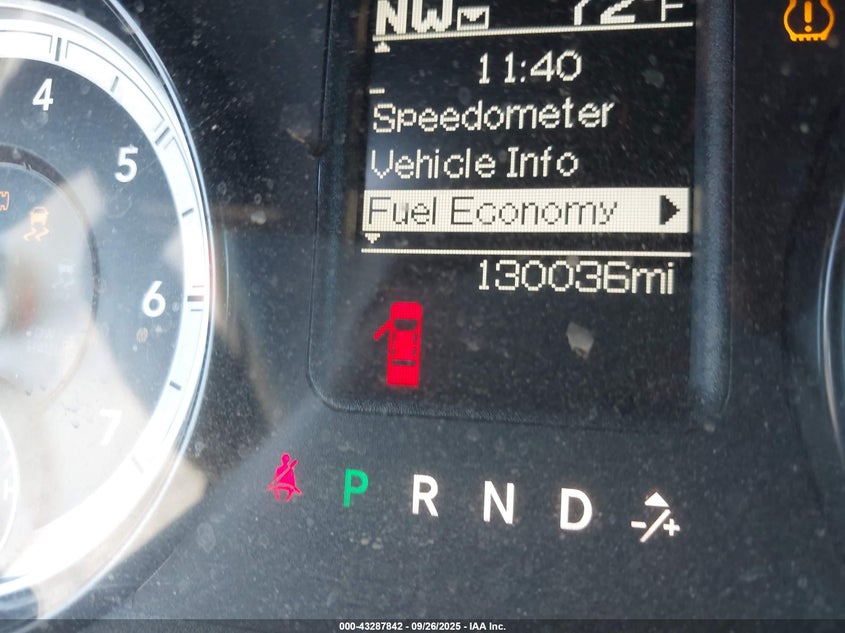 NW 72°F
11:40
Speedometer
Vehicle Info
Fuel Economy
130036mi
4
5
6
7
P R N D -/+
000-43287842 - 09/26/2025 - IAA Inc.